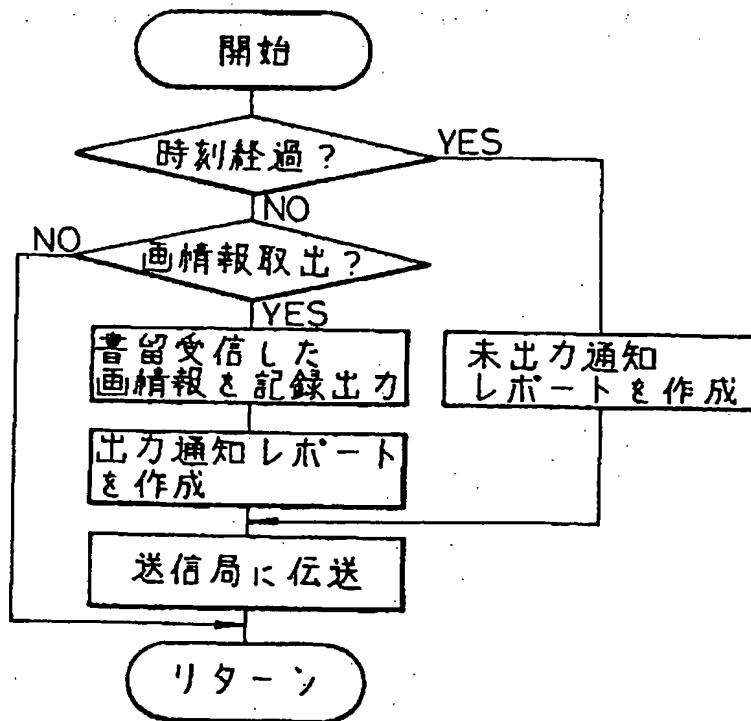 開始
時刻経過?
YES
NO
NO
画情報取出?
YES
書留受信した
画情報を記録出力
未出力通知
レポートを作成
出力通知レポート
を作成
送信局に伝送
リターン